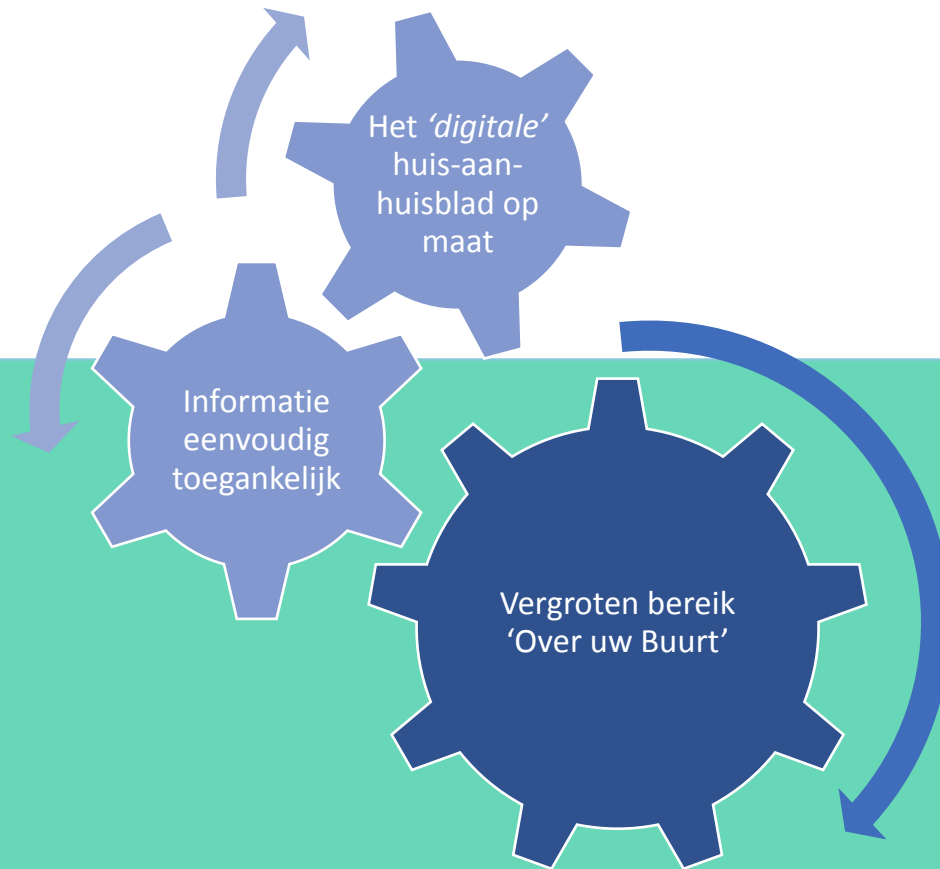 Het ‘digitale’
huis-aan-
huisblad op
maat
Informatie
eenvoudig
toegankelijk
Vergroten bereik
‘Over uw Buurt’